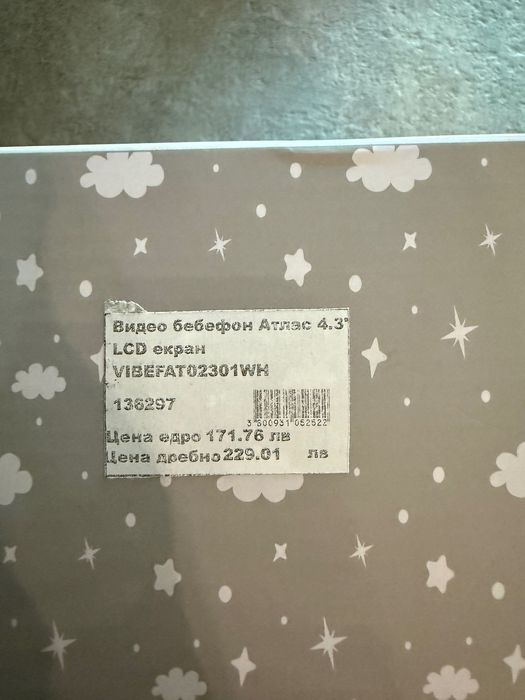 Видео бебефон Атлас 4.3"
LCD екран
VIBEFAT02301WH
136297
3 800931 052522
Цена едро 171.76 лв
Цена дребно 229.01 лв